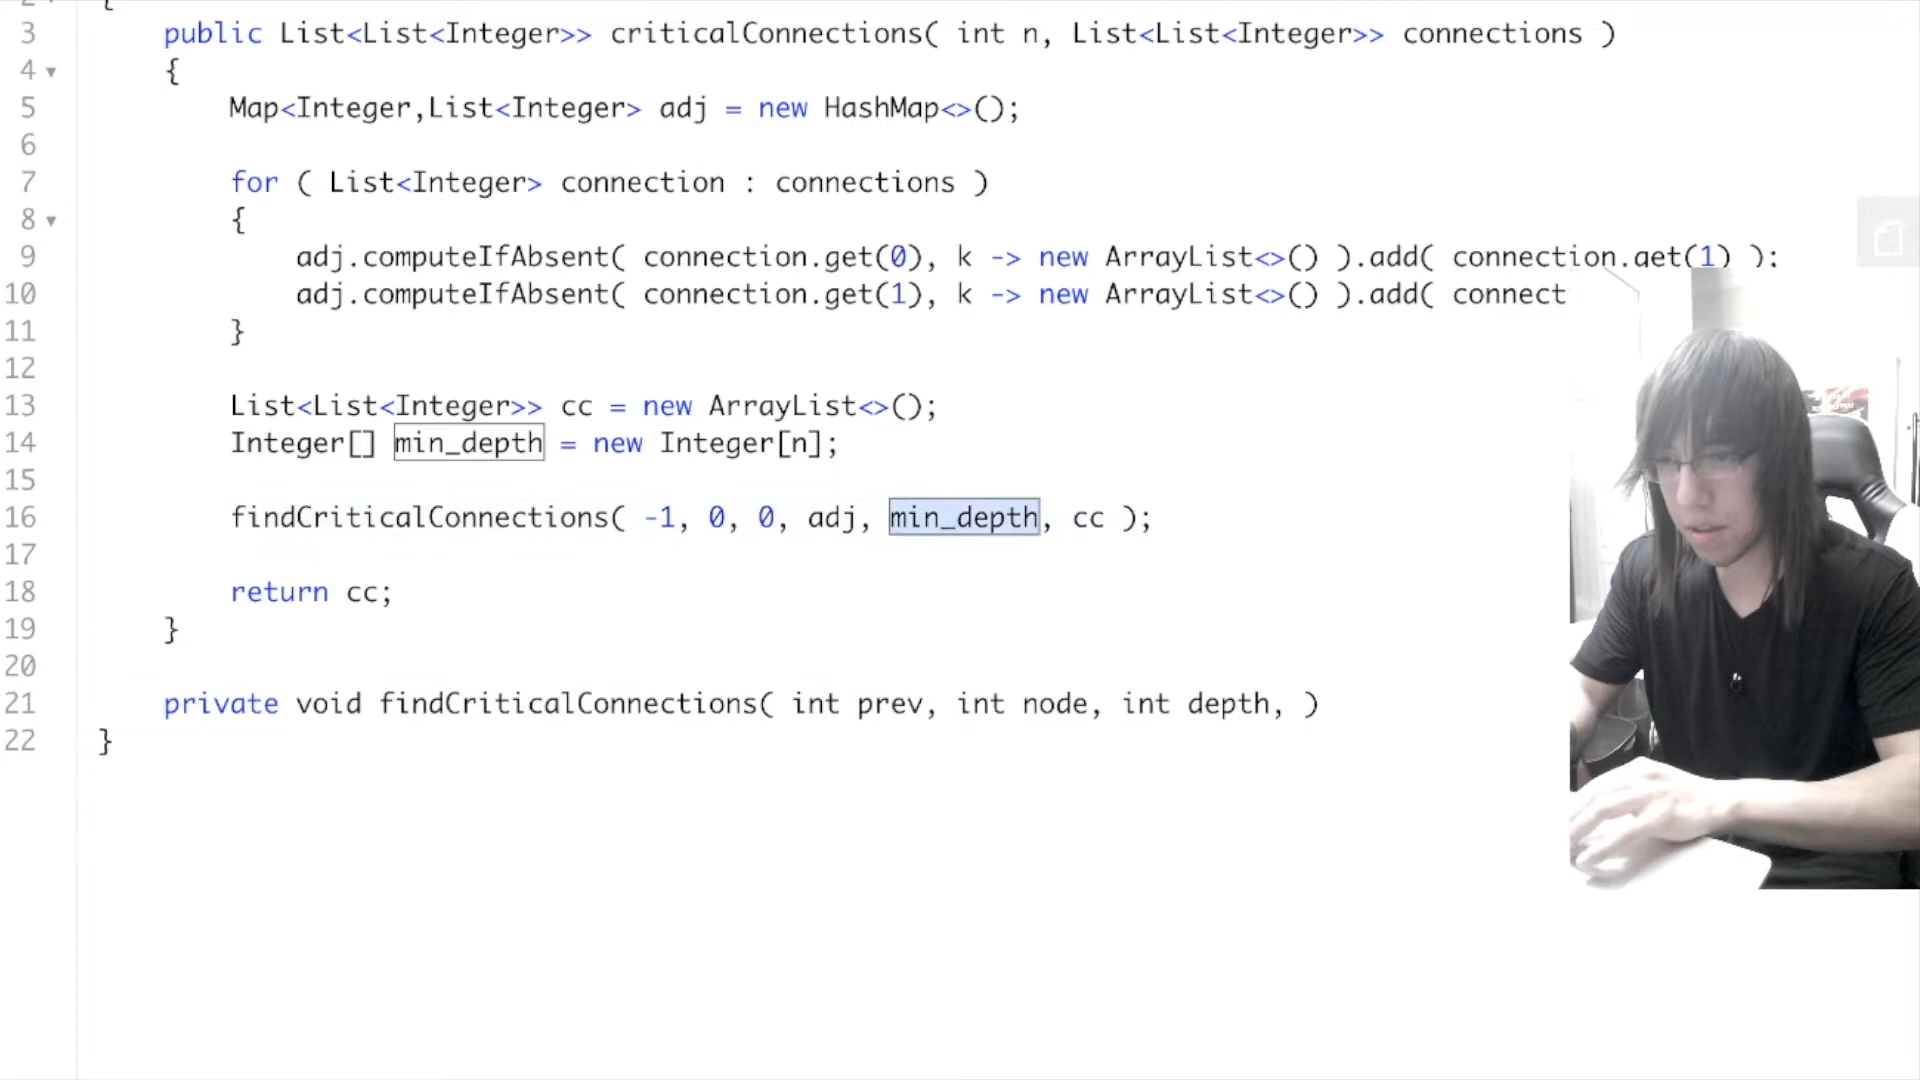 3 public List<List<Integer>> criticalConnections( int n, List<List<Integer>> connections )
4 {
5 Map<Integer,List<Integer> adj = new HashMap<>();
6
7 for ( List<Integer> connection : connections )
8 {
9 adj.computeIfAbsent( connection.get(0), k -> new ArrayList<>() ).add( connection.get(1) );
10 adj.computeIfAbsent( connection.get(1), k -> new ArrayList<>() ).add( connect
11 }
12
13 List<List<Integer>> cc = new ArrayList<>();
14 Integer[] min_depth = new Integer[n];
15
16 findCriticalConnections( -1, 0, 0, adj, min_depth, cc );
17
18 return cc;
19 }
20
21 private void findCriticalConnections( int prev, int node, int depth, )
22 }